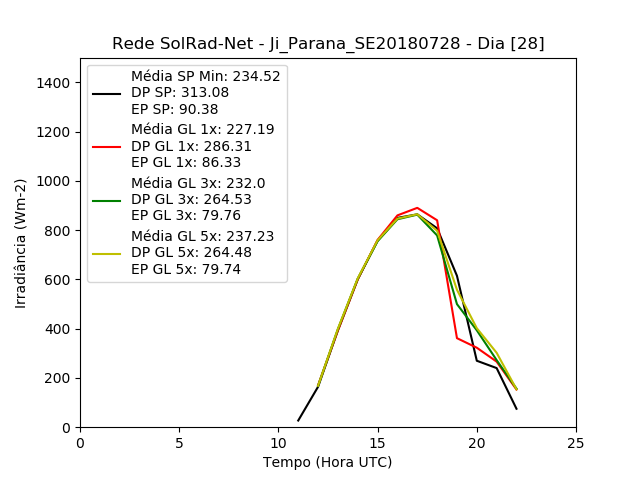 Rede SolRad-Net - Ji_Parana_SE20180728 - Dia [28]
Média SP Min: 234.52
DP SP: 313.08
EP SP: 90.38
Média GL 1x: 227.19
DP GL 1x: 286.31
EP GL 1x: 86.33
Média GL 3x: 232.0
DP GL 3x: 264.53
EP GL 3x: 79.76
Média GL 5x: 237.23
DP GL 5x: 264.48
EP GL 5x: 79.74
Irradiância (Wm-2)
1400
1200
1000
800
600
400
200
0
0 5 10 15 20 25
Tempo (Hora UTC)